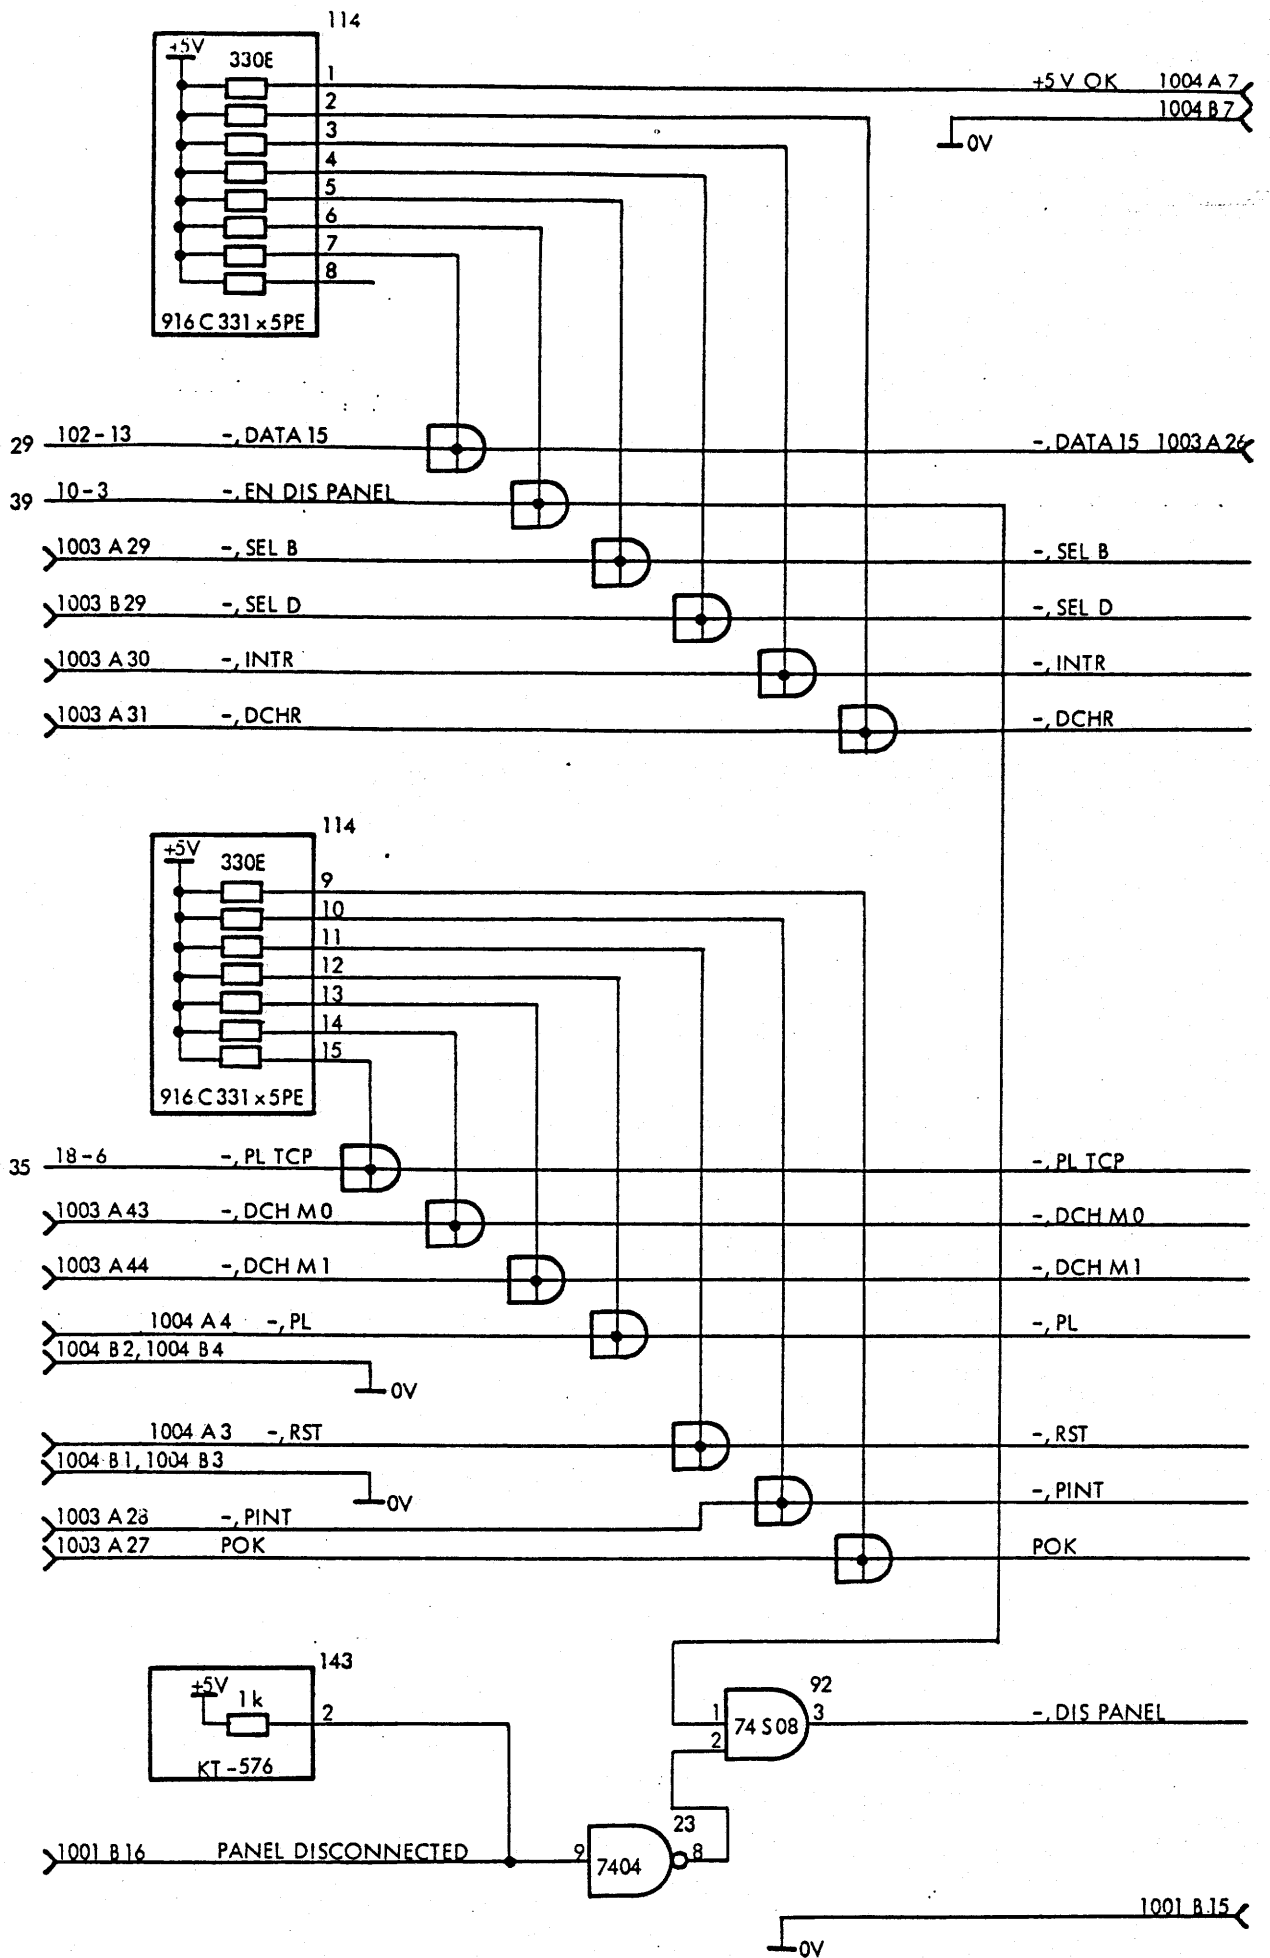 114
+5V
330E
1
+5 V OK 1004 A 7
2
1004 B 7
3
0V
4
5
6
7
8
916 C 331 x 5PE
29 102-13 -, DATA 15 -, DATA 15 1003 A 26
39 10-3 -, EN DIS PANEL
1003 A 29 -, SEL B -, SEL B
1003 B 29 -, SEL D -, SEL D
1003 A 30 -, INTR -, INTR
1003 A 31 -, DCHR -, DCHR
114
+5V
330E
9
10
11
12
13
14
15
916 C 331 x 5PE
35 18-6 -, PL TCP -, PL TCP
1003 A 43 -, DCH M 0 -, DCH M 0
1003 A 44 -, DCH M 1 -, DCH M 1
1004 A 4 -, PL -, PL
1004 B 2, 1004 B 4
0V
1004 A 3 -, RST -, RST
1004 B 1, 1004 B 3
0V
1003 A 28 -, PINT -, PINT
1003 A 27 POK POK
143
+5V
1k
2
KT-576
92
1
74 S 08
3
-, DIS PANEL
2
23
1001 B 16 PANEL DISCONNECTED
9
7404
8
1001 B.15
0V